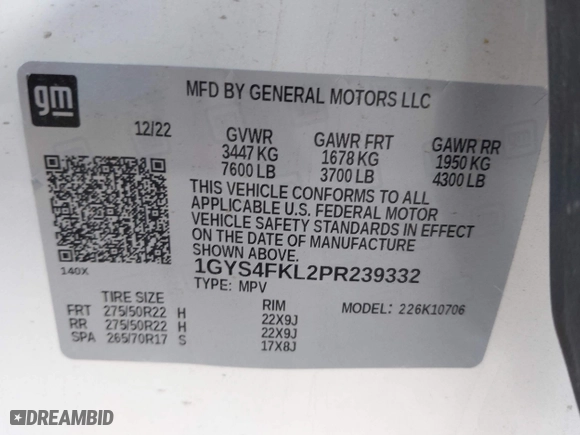 gm
MFD BY GENERAL MOTORS LLC
12/22
GVWR GAWR FRT GAWR RR
3447 KG 1678 KG 1950 KG
7600 LB 3700 LB 4300 LB
THIS VEHICLE CONFORMS TO ALL
APPLICABLE U.S. FEDERAL MOTOR
VEHICLE SAFETY STANDARDS IN EFFECT
ON THE DATE OF MANUFACTURE
SHOWN ABOVE.
140X
1GYS4FKL2PR239332
TYPE: MPV
TIRE SIZE RIM MODEL: 226K10706
FRT 275/50R22 H 22X9J
RR 275/50R22 H 22X9J
SPA 265/70R17 S 17X8J
DREAMBID